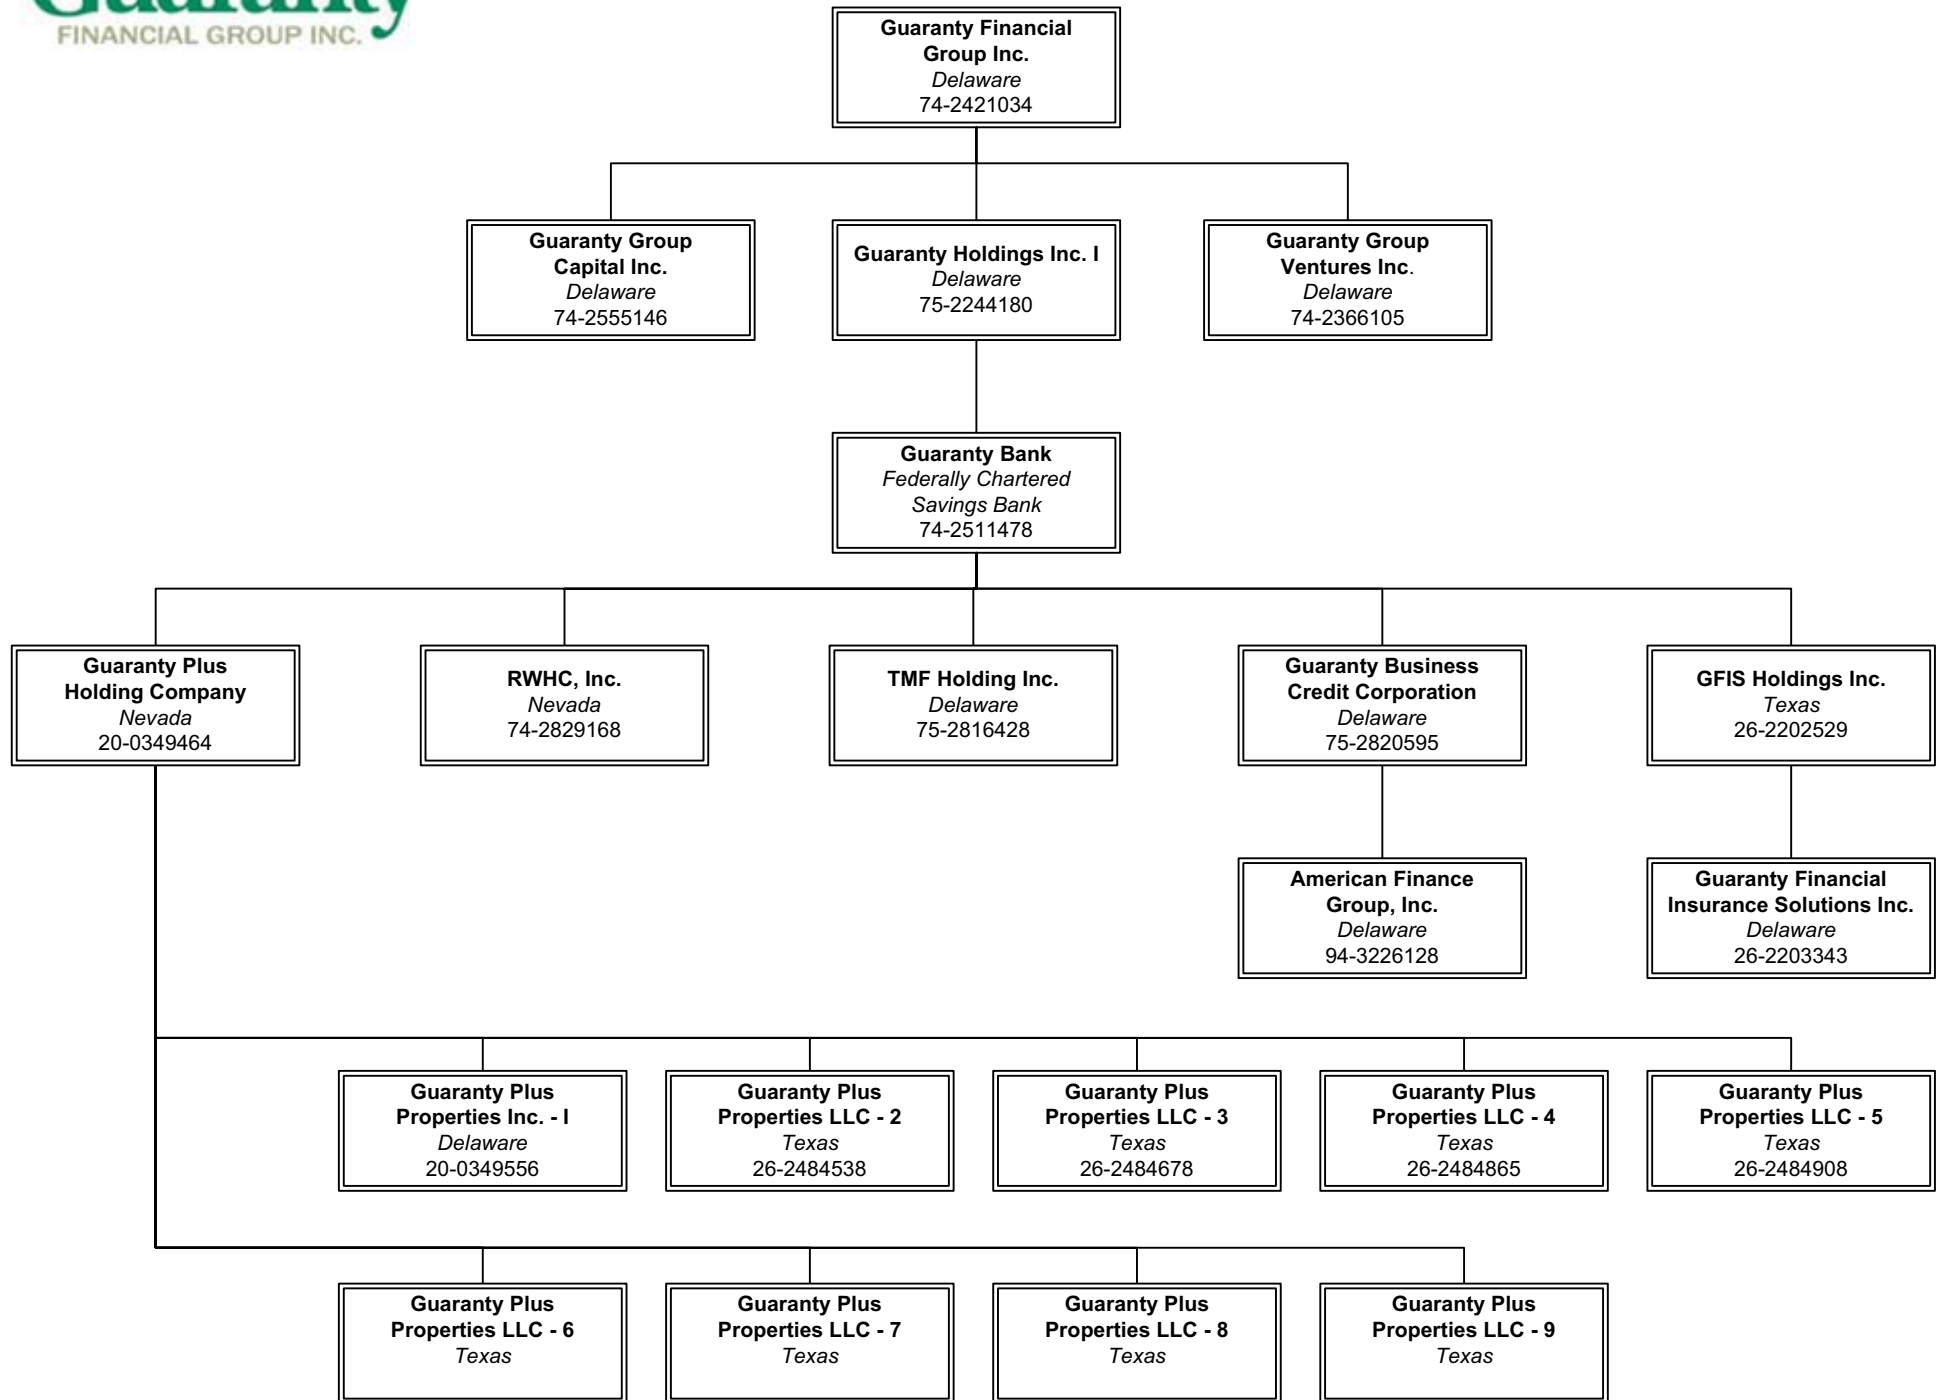 Guaranty
FINANCIAL GROUP INC.
Guaranty Financial
Group Inc.
Delaware
74-2421034
Guaranty Group
Capital Inc.
Delaware
74-2555146
Guaranty Holdings Inc. I
Delaware
75-2244180
Guaranty Group
Ventures Inc.
Delaware
74-2366105
Guaranty Bank
Federally Chartered
Savings Bank
74-2511478
Guaranty Plus
Holding Company
Nevada
20-0349464
RWHC, Inc.
Nevada
74-2829168
TMF Holding Inc.
Delaware
75-2816428
Guaranty Business
Credit Corporation
Delaware
75-2820595
GFIS Holdings Inc.
Texas
26-2202529
American Finance
Group, Inc.
Delaware
94-3226128
Guaranty Financial
Insurance Solutions Inc.
Delaware
26-2203343
Guaranty Plus
Properties Inc. - I
Delaware
20-0349556
Guaranty Plus
Properties LLC - 2
Texas
26-2484538
Guaranty Plus
Properties LLC - 3
Texas
26-2484678
Guaranty Plus
Properties LLC - 4
Texas
26-2484865
Guaranty Plus
Properties LLC - 5
Texas
26-2484908
Guaranty Plus
Properties LLC - 6
Texas
Guaranty Plus
Properties LLC - 7
Texas
Guaranty Plus
Properties LLC - 8
Texas
Guaranty Plus
Properties LLC - 9
Texas